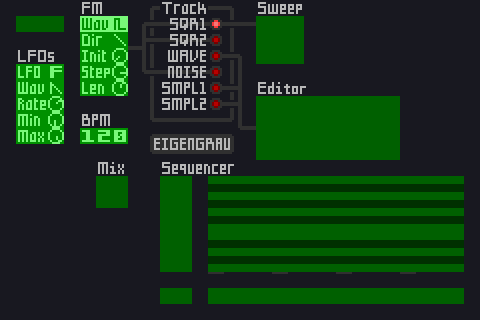 FM
Wav
Dir
Init
Step
Len
BPM
120
LFOs
LFO F
Wav
Rate
Min
Max
Track
SQR1
SQR2
WAVE
NOISE
SMPL1
SMPL2
EIGENGRAU
Sweep
Editor
Mix
Sequencer